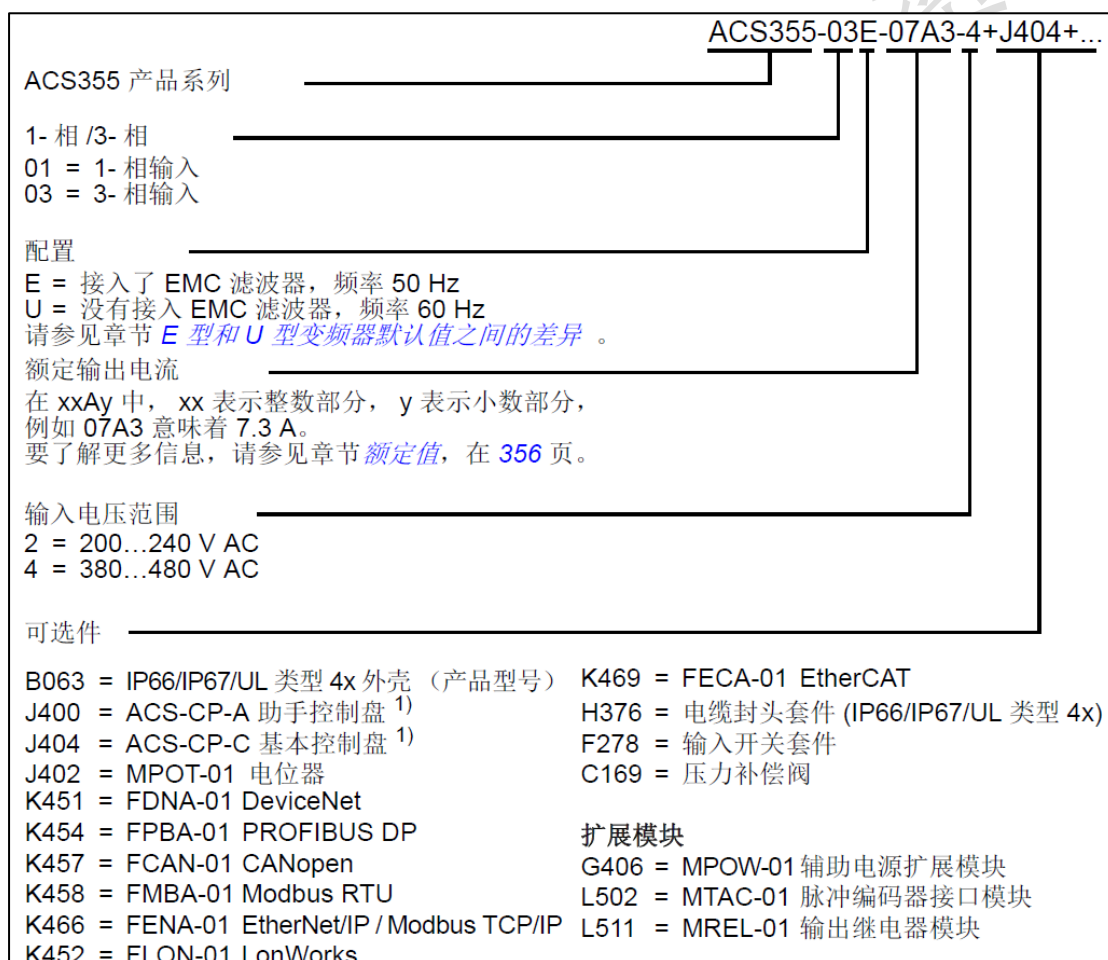 ACS355-03E-07A3-4+J404+...
ACS355 产品系列
1- 相 /3- 相
01 = 1- 相输入
03 = 3- 相输入
配置
E = 接入了 EMC 滤波器，频率 50 Hz
U = 没有接入 EMC 滤波器，频率 60 Hz
请参见章节 E 型和 U 型变频器默认值之间的差异 。
额定输出电流
在 xxAy 中， xx 表示整数部分， y 表示小数部分，
例如 07A3 意味着 7.3 A。
要了解更多信息，请参见章节额定值，在 356 页。
输入电压范围
2 = 200…240 V AC
4 = 380…480 V AC
可选件
B063 = IP66/IP67/UL 类型 4x 外壳 （产品型号）
J400 = ACS-CP-A 助手控制盘 1)
J404 = ACS-CP-C 基本控制盘 1)
J402 = MPOT-01 电位器
K451 = FDNA-01 DeviceNet
K454 = FPBA-01 PROFIBUS DP
K457 = FCAN-01 CANopen
K458 = FMBA-01 Modbus RTU
K466 = FENA-01 EtherNet/IP / Modbus TCP/IP
K452 = FLON-01 LonWorks
K469 = FECA-01 EtherCAT
H376 = 电缆封头套件 (IP66/IP67/UL 类型 4x)
F278 = 输入开关套件
C169 = 压力补偿阀
扩展模块
G406 = MPOW-01 辅助电源扩展模块
L502 = MTAC-01 脉冲编码器接口模块
L511 = MREL-01 输出继电器模块